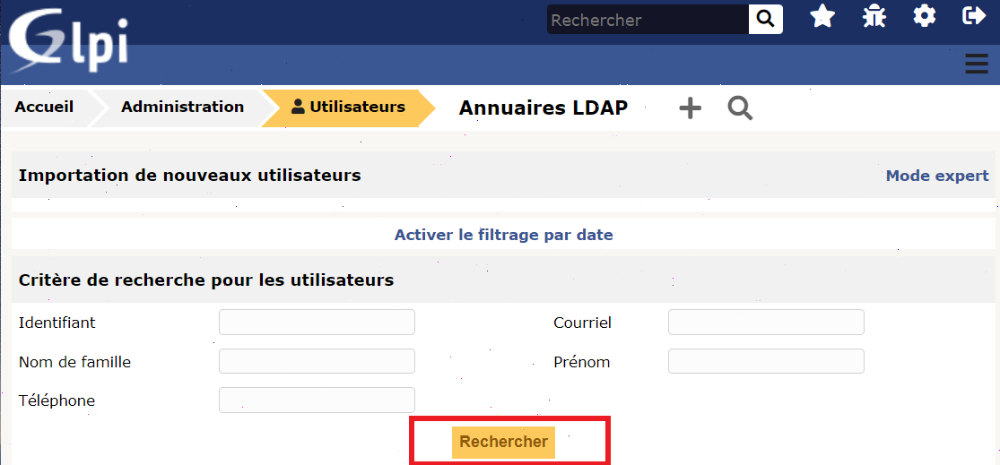 Glpi
Rechercher
Accueil Administration Utilisateurs Annuaires LDAP
Importation de nouveaux utilisateurs Mode expert
Activer le filtrage par date
Critère de recherche pour les utilisateurs
Identifiant Courriel
Nom de famille Prénom
Téléphone
Rechercher